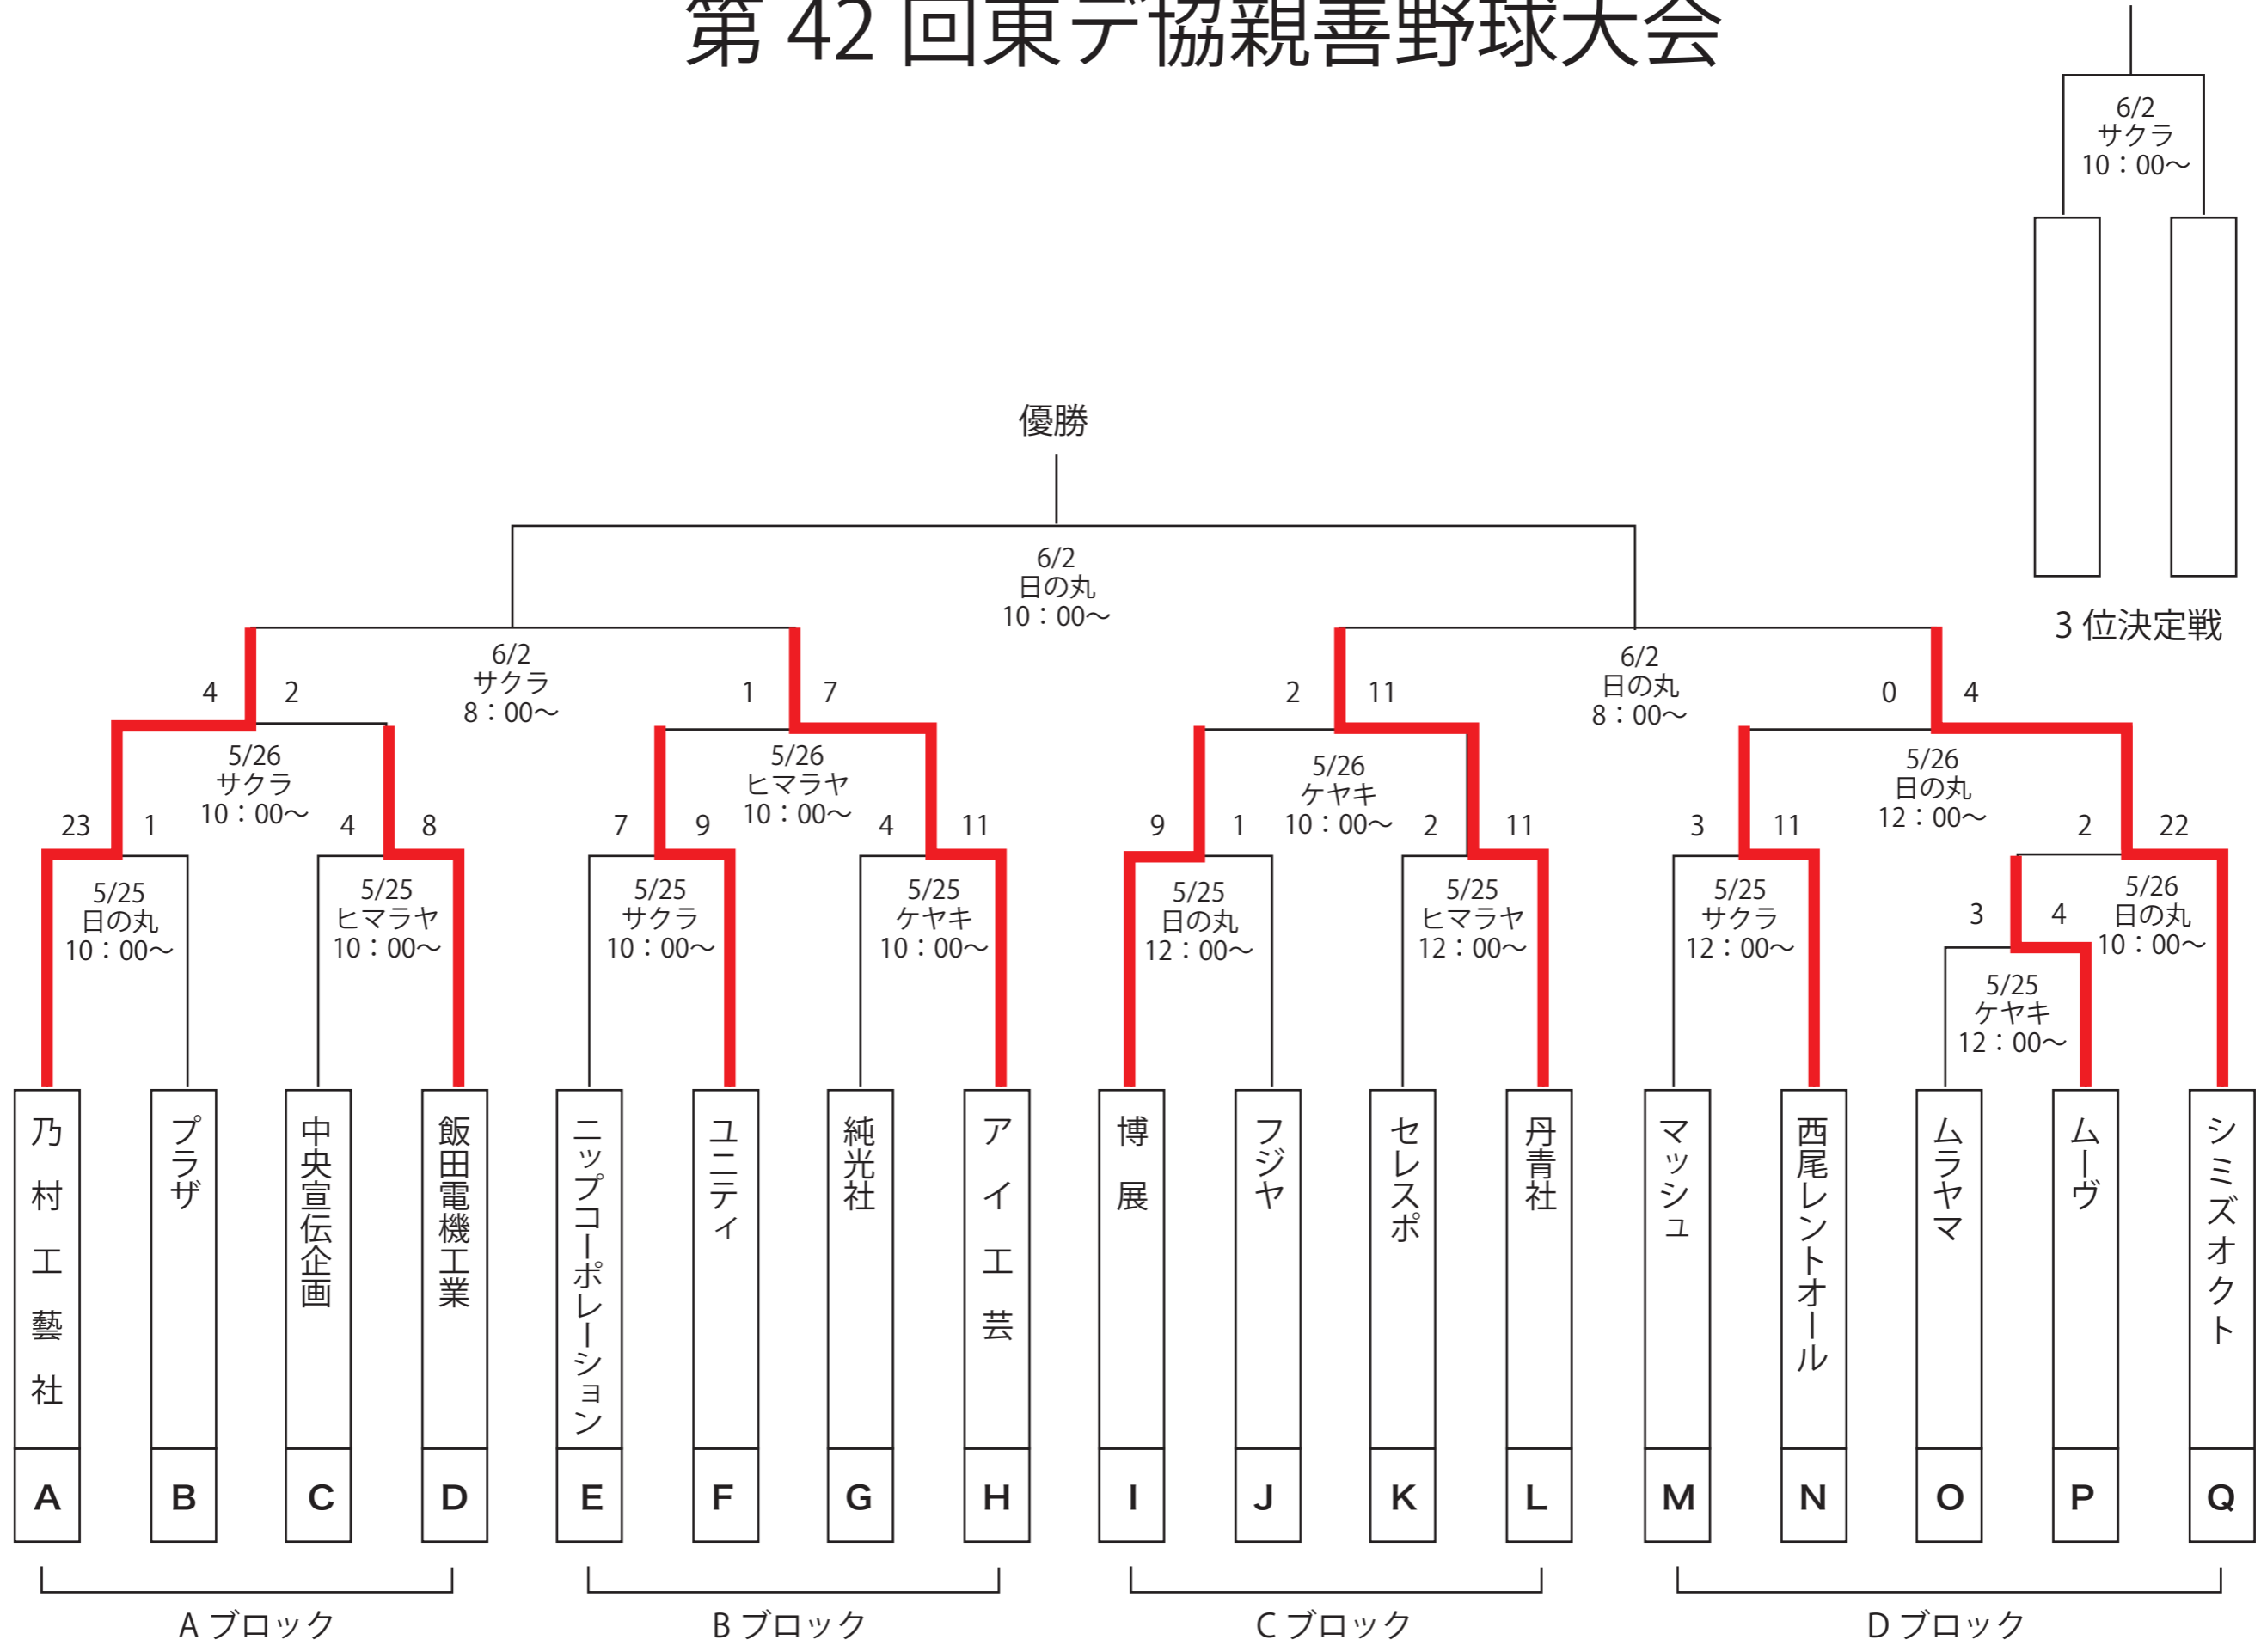 第 42 回東デ協親善野球大会
6/2
サクラ
10：00〜
3 位決定戦
優勝
6/2
日の丸
10：00〜
6/2
サクラ
8：00〜
6/2
日の丸
8：00〜
4 2
1 7
2 11
0 4
5/26
サクラ
10：00〜
5/26
ヒマラヤ
10：00〜
5/26
ケヤキ
10：00〜
5/26
日の丸
12：00〜
23 1
4 8
7 9
4 11
9 1
2 11
3 11
2 22
5/25
日の丸
10：00〜
5/25
ヒマラヤ
10：00〜
5/25
サクラ
10：00〜
5/25
ケヤキ
10：00〜
5/25
日の丸
12：00〜
5/25
ヒマラヤ
12：00〜
5/25
サクラ
12：00〜
5/26
日の丸
10：00〜
3 4
5/25
ケヤキ
12：00〜
乃村工藝社
プラザ
中央宣伝企画
飯田電機工業
ニップコーポレーション
ユニティ
純光社
アイ工芸
博展
フジヤ
セレスポ
丹青社
マッシュ
西尾レントオール
ムラヤマ
ムーヴ
シミズオクト
A B C D E F G H I J K L M N O P Q
A ブロック
B ブロック
C ブロック
D ブロック